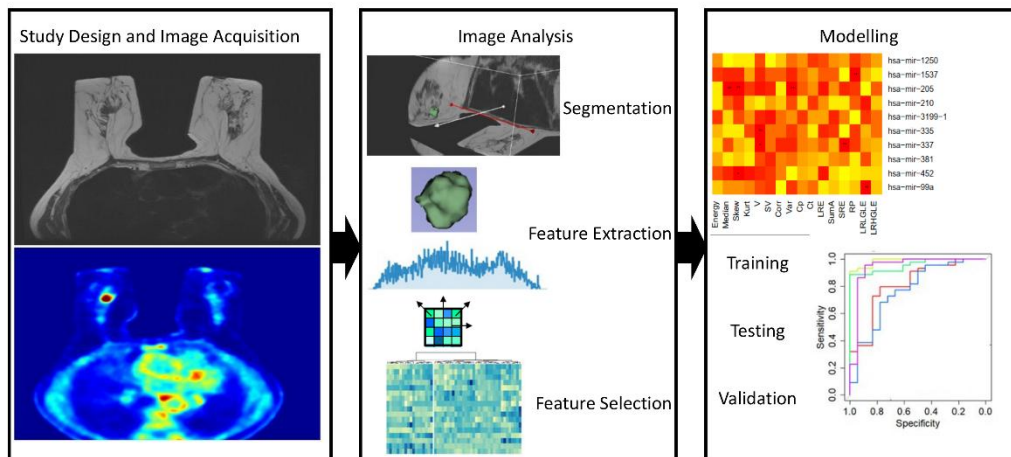 Study Design and Image Acquisition
Image Analysis
Segmentation
Feature Extraction
Feature Selection
Modelling
hsa-mir-1250
hsa-mir-1537
hsa-mir-205
hsa-mir-210
hsa-mir-3199-1
hsa-mir-335
hsa-mir-337
hsa-mir-381
hsa-mir-452
hsa-mir-99a
Energy
Median
Skew
Kurt
V
SV
Corr
Var
Cp
Ct
LRE
SumA
SRE
RP
LRLGLE
LRHGLE
Training
Testing
Validation
Sensitivity
1.0
0.8
0.6
0.4
0.2
0.0
1.0 0.8 0.6 0.4 0.2 0.0
Specificity